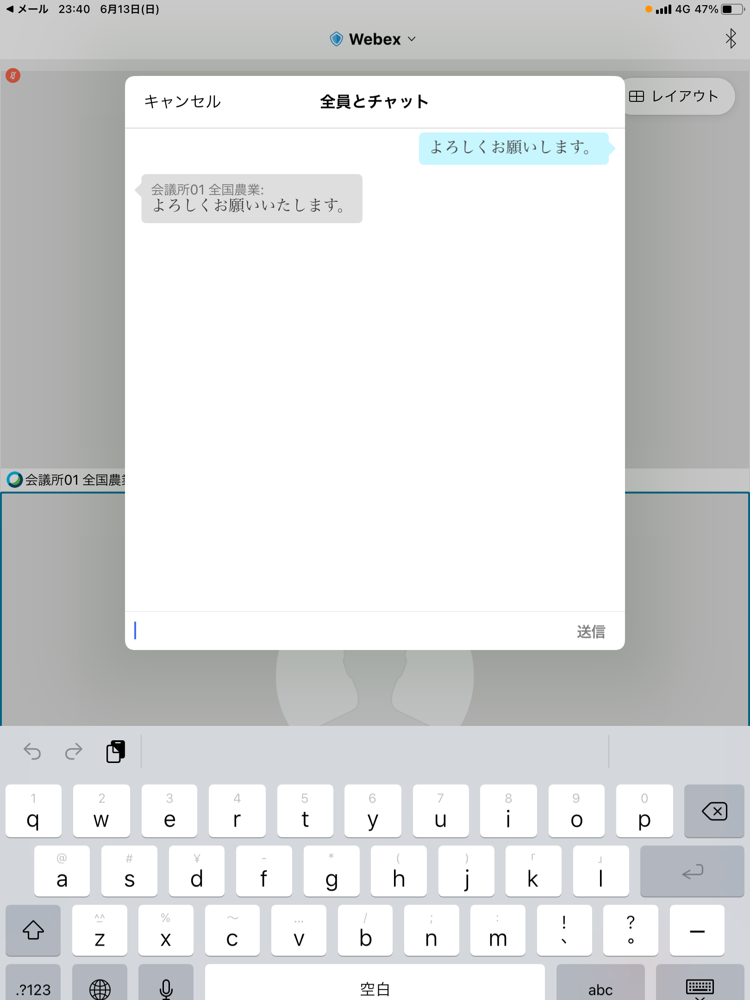 メール 23:40 6月13日(日) 4G 47%
Webex
キャンセル 全員とチャット レイアウト
よろしくお願いします。
会議所01 全国農業:
よろしくお願いいたします。
会議所01 全国農
送信
1 2 3 4 5 6 7 8 9 0
q w e r t y u i o p
@ # ¥ - * ( ) 「 」
a s d f g h j k l
^^ % 〜 … / ; : ! ?
z x c v b n m 、 。 ー
.?123 空白 abc